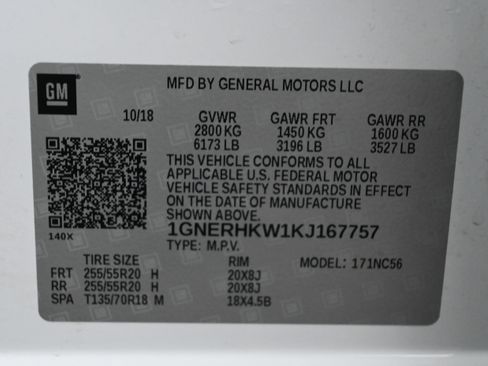 GM
MFD BY GENERAL MOTORS LLC
10/18 GVWR GAWR FRT GAWR RR
2800 KG 1450 KG 1600 KG
6173 LB 3196 LB 3527 LB
THIS VEHICLE CONFORMS TO ALL
APPLICABLE U.S. FEDERAL MOTOR
VEHICLE SAFETY STANDARDS IN EFFECT
ON THE DATE OF MANUFACTURE
SHOWN ABOVE.
140X
1GNERHKW1KJ167757
TYPE: M.P.V.
TIRE SIZE RIM MODEL: 171NC56
FRT 255/55R20 H 20X8J
RR 255/55R20 H 20X8J
SPA T135/70R18 M 18X4.5B